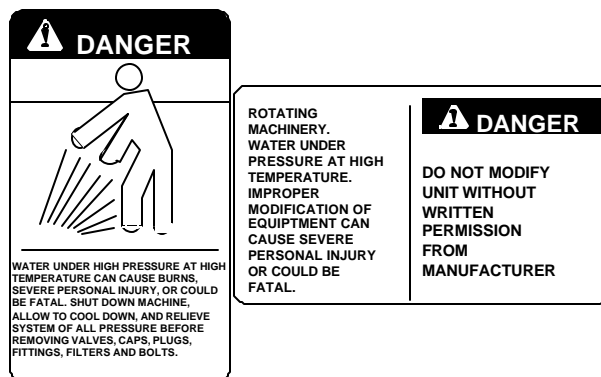 DANGER
WATER UNDER HIGH PRESSURE AT HIGH
TEMPERATURE CAN CAUSE BURNS,
SEVERE PERSONAL INJURY, OR COULD
BE FATAL. SHUT DOWN MACHINE,
ALLOW TO COOL DOWN, AND RELIEVE
SYSTEM OF ALL PRESSURE BEFORE
REMOVING VALVES, CAPS, PLUGS,
FITTINGS, FILTERS AND BOLTS.
ROTATING
MACHINERY.
WATER UNDER
PRESSURE AT HIGH
TEMPERATURE.
IMPROPER
MODIFICATION OF
EQUIPTMENT CAN
CAUSE SEVERE
PERSONAL INJURY
OR COULD BE
FATAL.
DANGER
DO NOT MODIFY
UNIT WITHOUT
WRITTEN
PERMISSION
FROM
MANUFACTURER